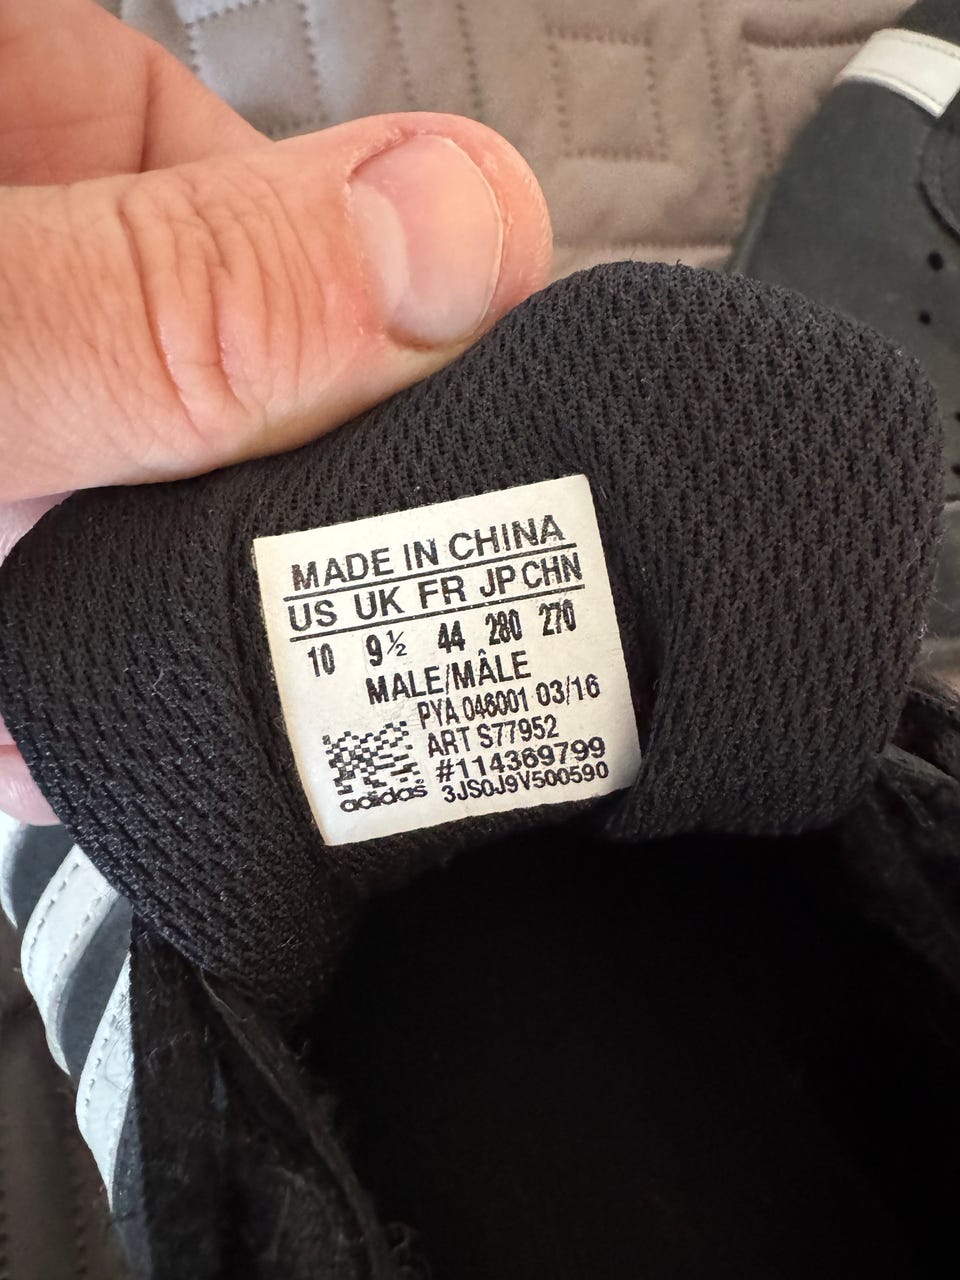 MADE IN CHINA
US UK FR JP CHN
10 9½ 44 280 270
MALE/MÂLE
PYA 046001 03/16
ART S77952
#114369799
adidas 3JS0J9V500590